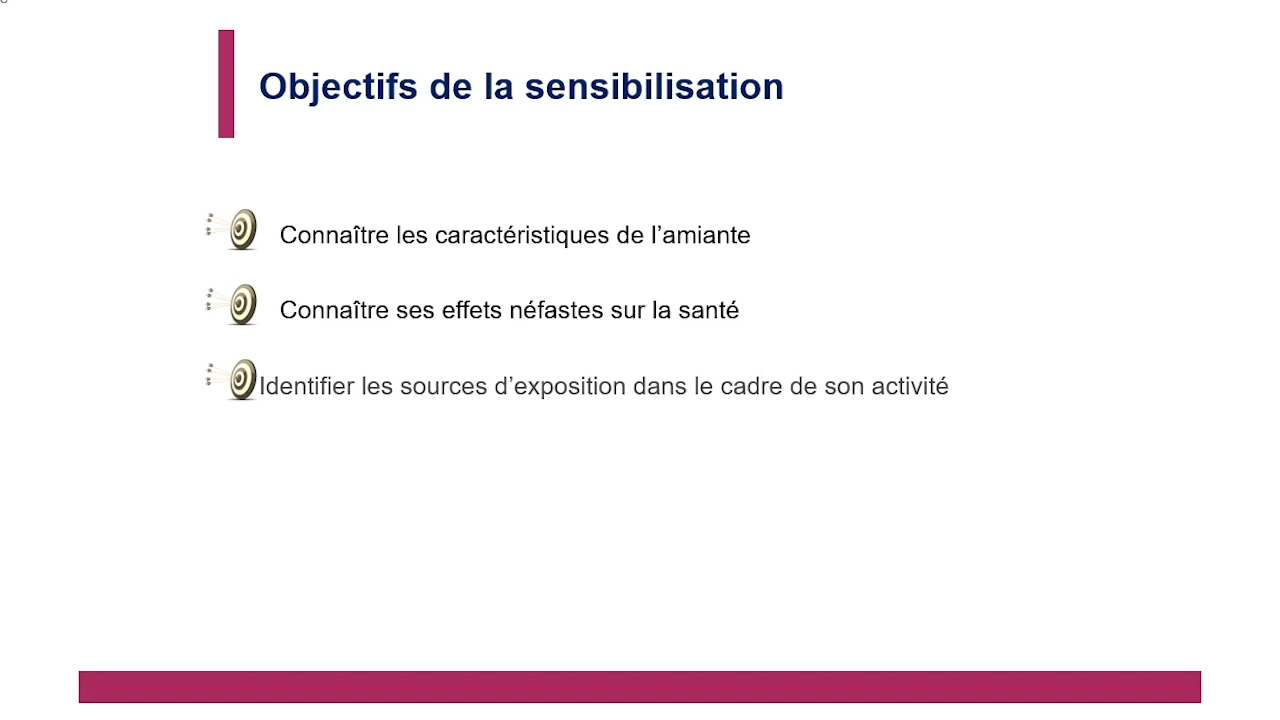 Objectifs de la sensibilisation
Connaître les caractéristiques de l’amiante
Connaître ses effets néfastes sur la santé
Identifier les sources d’exposition dans le cadre de son activité